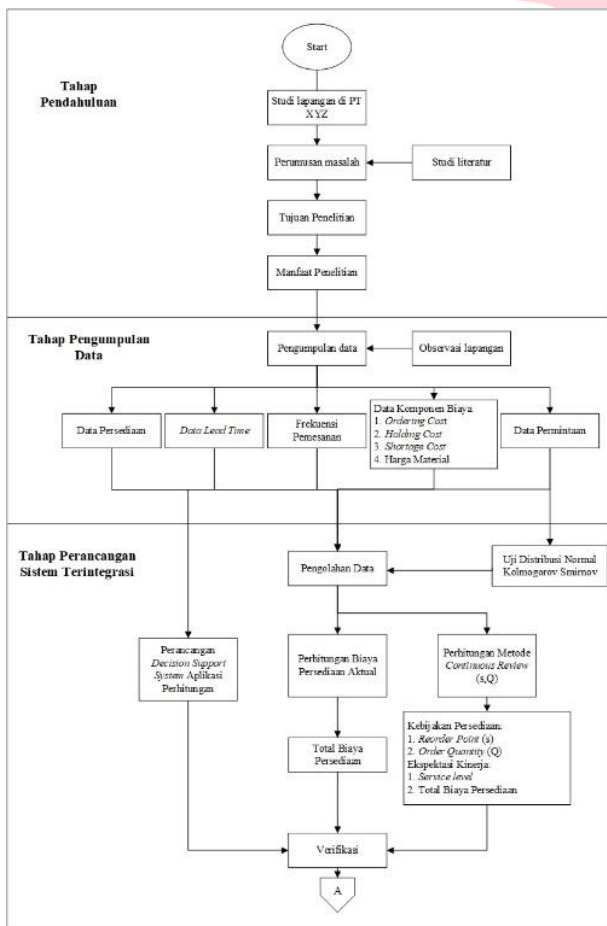 Start
Tahap
Pendahuluan
Studi lapangan di PT
XYZ
Perumusan masalah
Studi literatur
Tujuan Penelitian
Manfaat Penelitian
Tahap Pengumpulan
Data
Pengumpulan data
Observasi lapangan
Data Persediaan
Data Lead Time
Frekuensi
Pemesanan
Data Komponen Biaya
1. Ordering Cost
2. Holding Cost
3. Shortage Cost
4. Harga Material
Data Permintaan
Tahap Perancangan
Sistem Terintegrasi
Pengolahan Data
Uji Distribusi Normal
Kolmogorov Smirnov
Perancangan
Decision Support
System Aplikasi
Perhitungan
Perhitungan Biaya
Persediaan Aktual
Perhitungan Metode
Continuous Review
(s,Q)
Total Biaya
Persediaan
Kebijakan Persediaan:
1. Reorder Point (s)
2. Order Quantity (Q)
Ekspektasi Kinerja:
1. Service level
2. Total Biaya Persediaan
Verifikasi
A